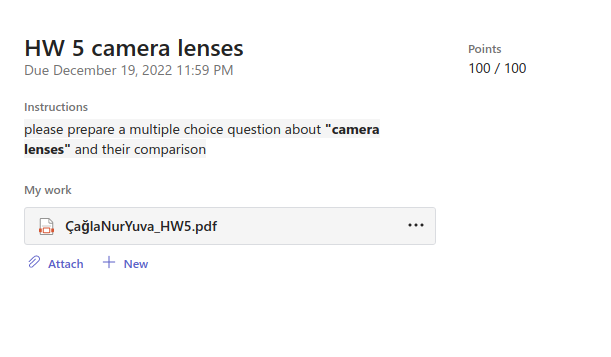 HW 5 camera lenses
Due December 19, 2022 11:59 PM
Points
100 / 100
Instructions
please prepare a multiple choice question about "camera
lenses" and their comparison
My work
ÇağlaNurYuva_HW5.pdf
Attach
New